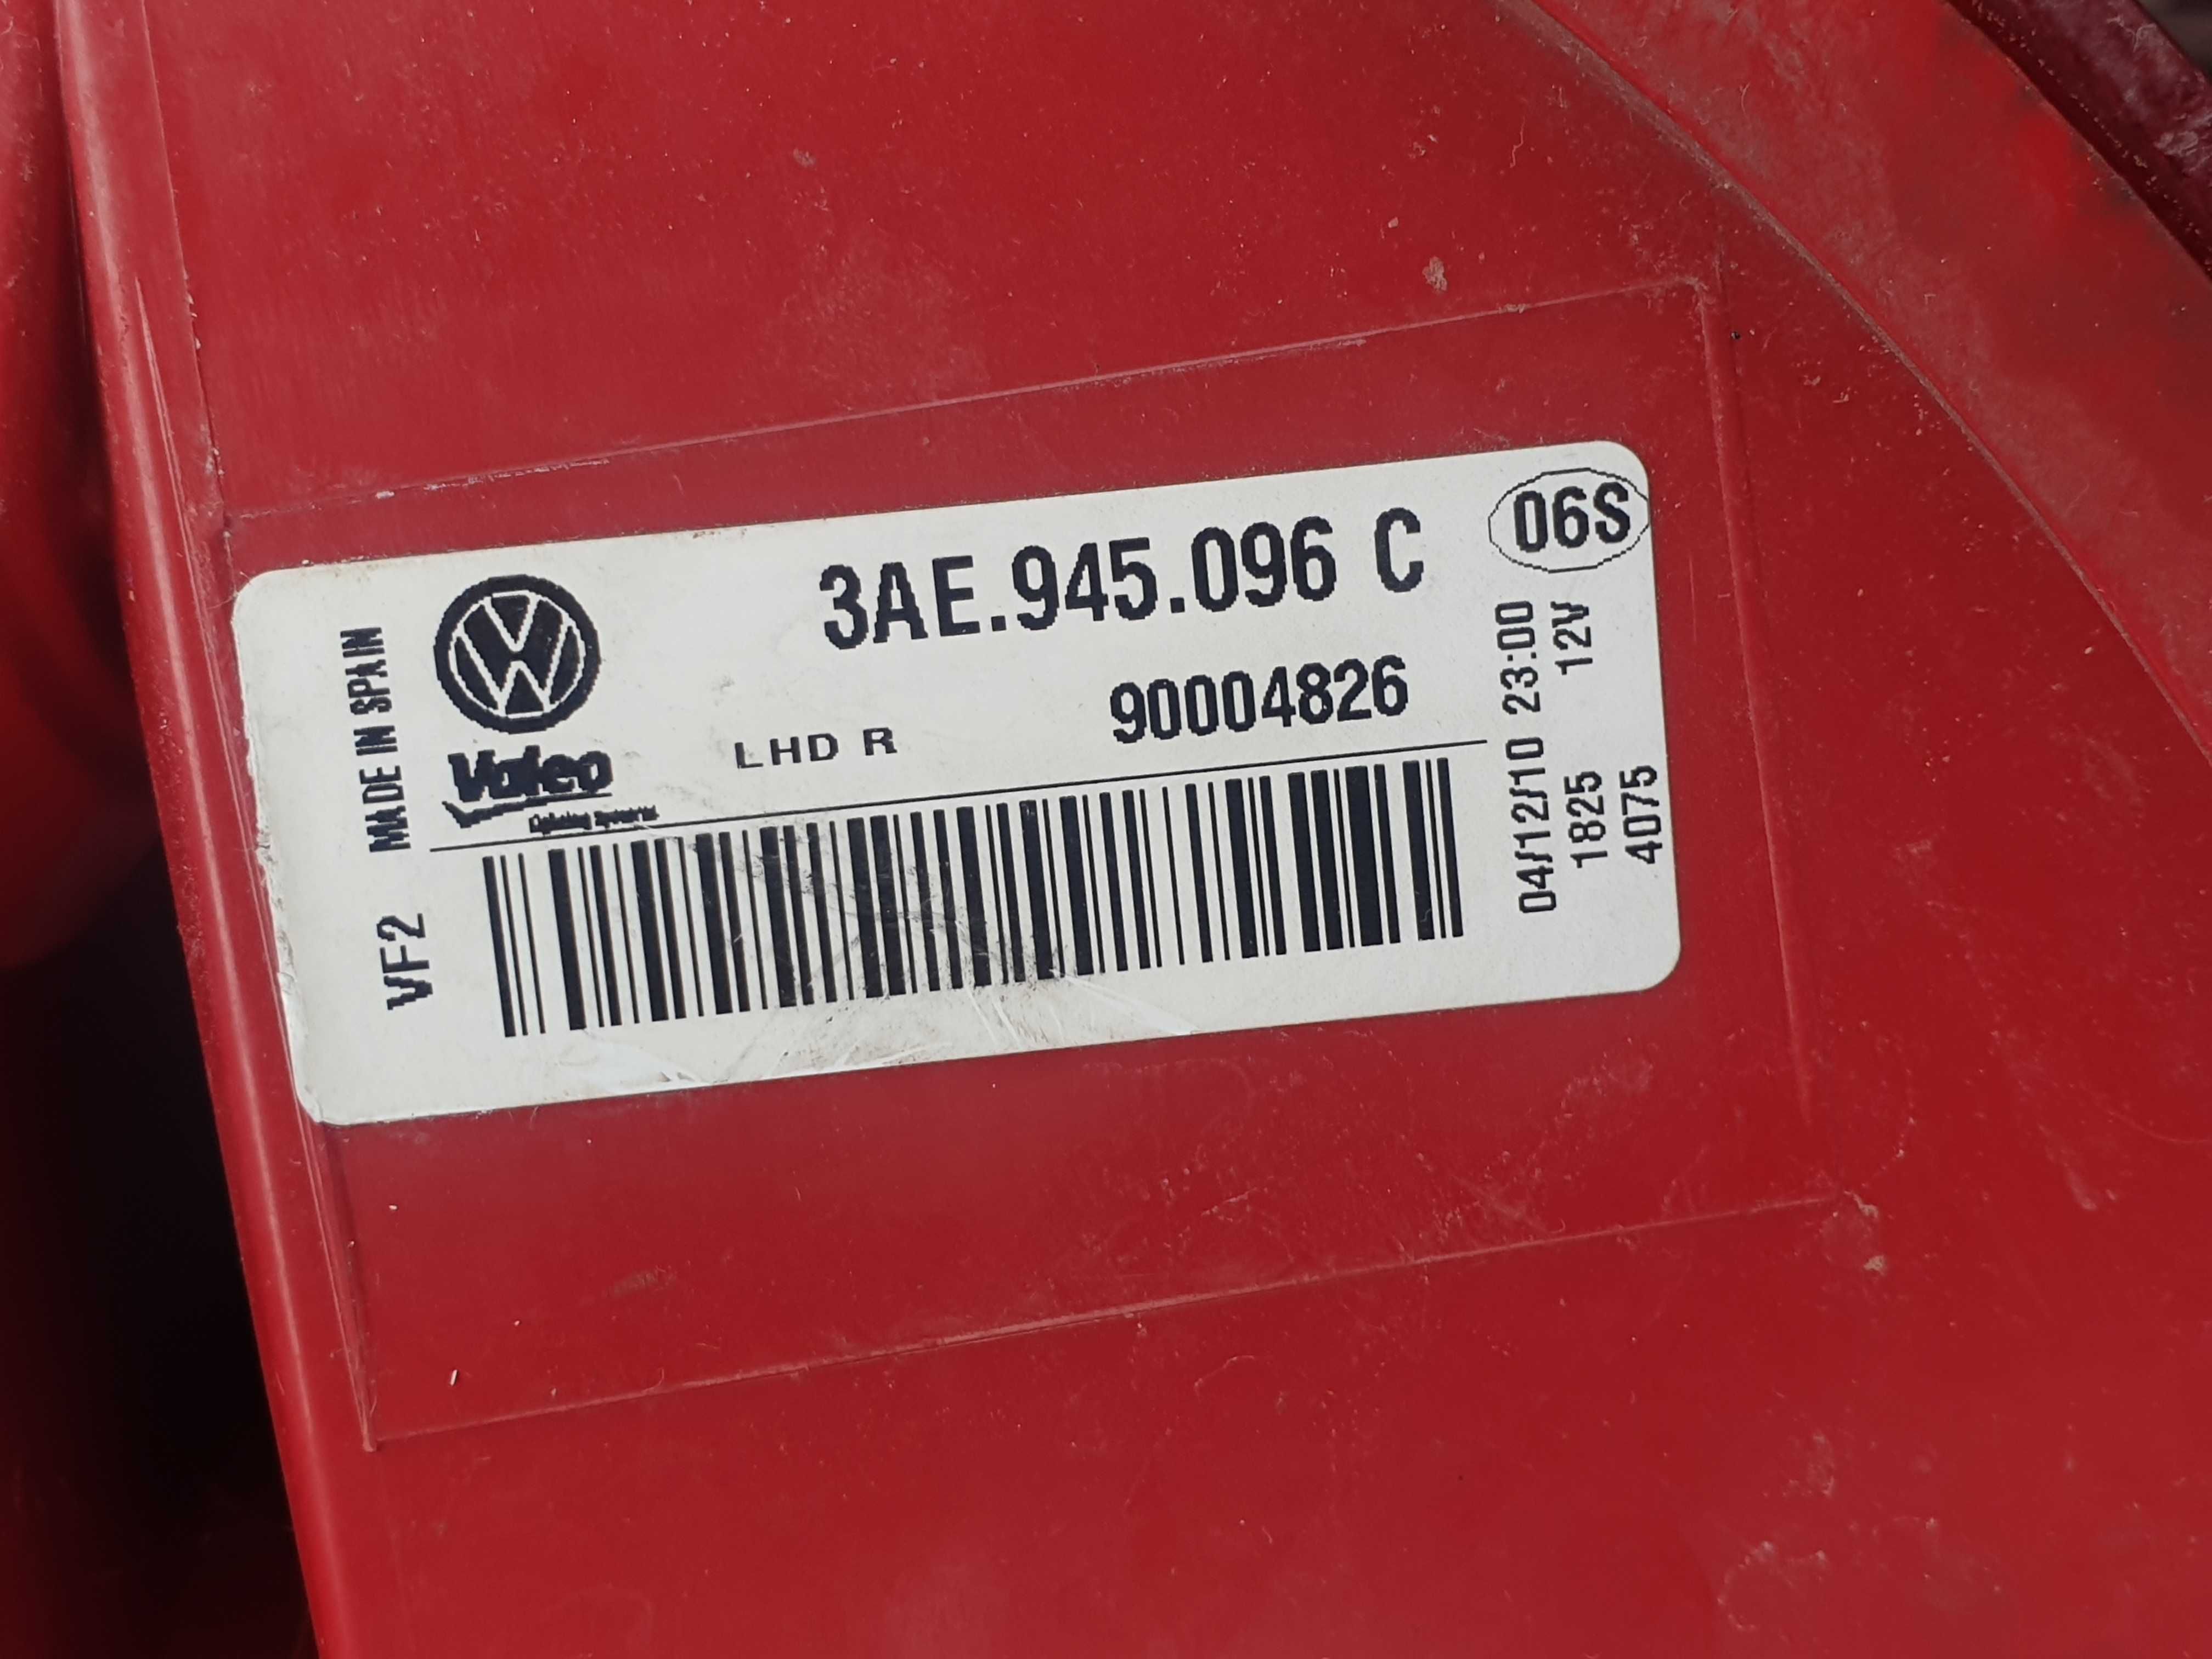 06S
3AE.945.096 C
90004826
LHD R
Valeo
MADE IN SPAIN
VF2
04/12/10 23:00
1825 12V
4075